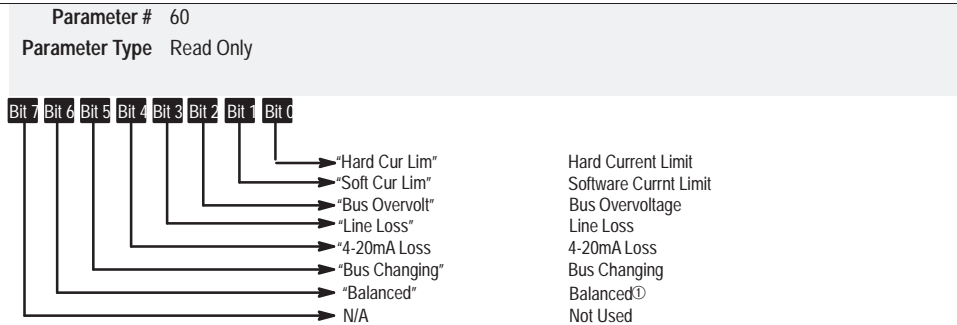 Parameter # 60
Parameter Type Read Only
Bit 7 Bit 6 Bit 5 Bit 4 Bit 3 Bit 2 Bit 1 Bit 0
"Hard Cur Lim" Hard Current Limit
"Soft Cur Lim" Software Currnt Limit
"Bus Overvolt" Bus Overvoltage
"Line Loss" Line Loss
"4-20mA Loss 4-20mA Loss
"Bus Changing" Bus Changing
"Balanced" Balanced①
N/A Not Used